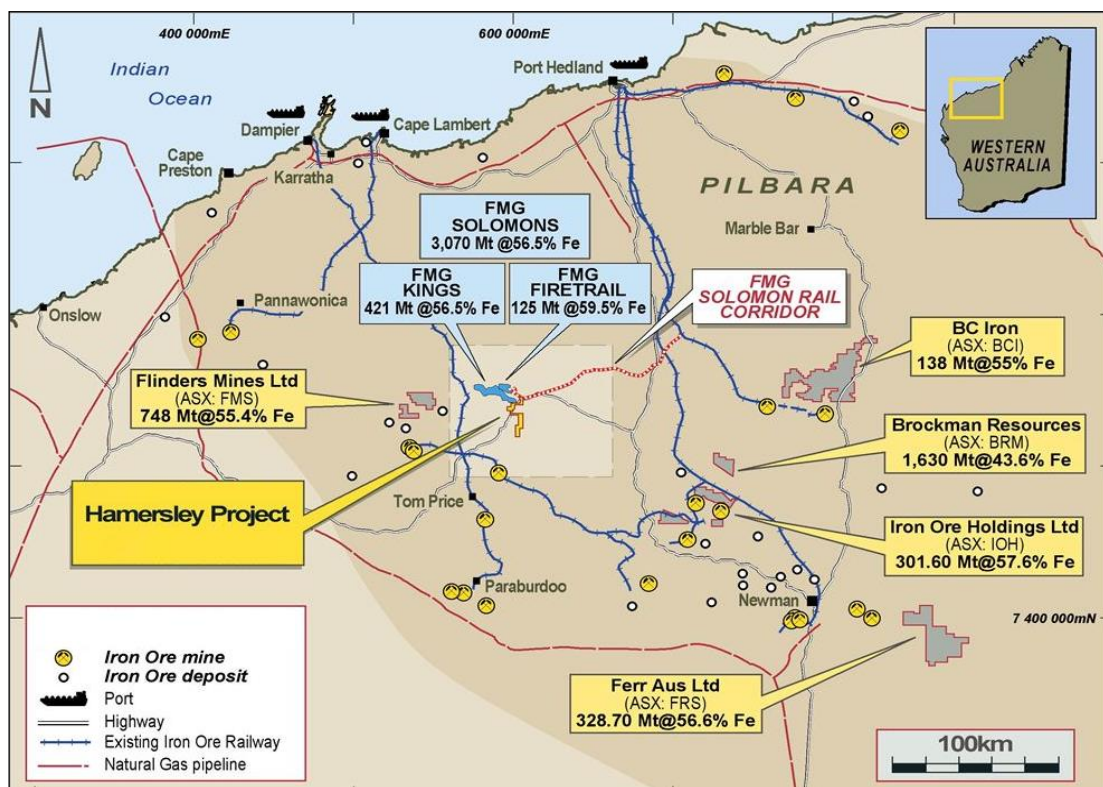 400 000mE
600 000mE
N
Indian
Ocean
Port Hedland
Dampier
Cape Lambert
Cape
Preston
Karratha
WESTERN
AUSTRALIA
PILBARA
Marble Bar
FMG
SOLOMONS
3,070 Mt @56.5% Fe
FMG
KINGS
421 Mt @56.5% Fe
FMG
FIRETRAIL
125 Mt @59.5% Fe
FMG
SOLOMON RAIL
CORRIDOR
Pannawonica
Onslow
BC Iron
(ASX: BCI)
138 Mt@55% Fe
Flinders Mines Ltd
(ASX: FMS)
748 Mt@55.4% Fe
Brockman Resources
(ASX: BRM)
1,630 Mt@43.6% Fe
Tom Price
Hamersley Project
Iron Ore Holdings Ltd
(ASX: IOH)
301.60 Mt@57.6% Fe
Paraburdoo
Newman
7 400 000mN
Ferr Aus Ltd
(ASX: FRS)
328.70 Mt@56.6% Fe
Iron Ore mine
Iron Ore deposit
Port
Highway
Existing Iron Ore Railway
Natural Gas pipeline
100km